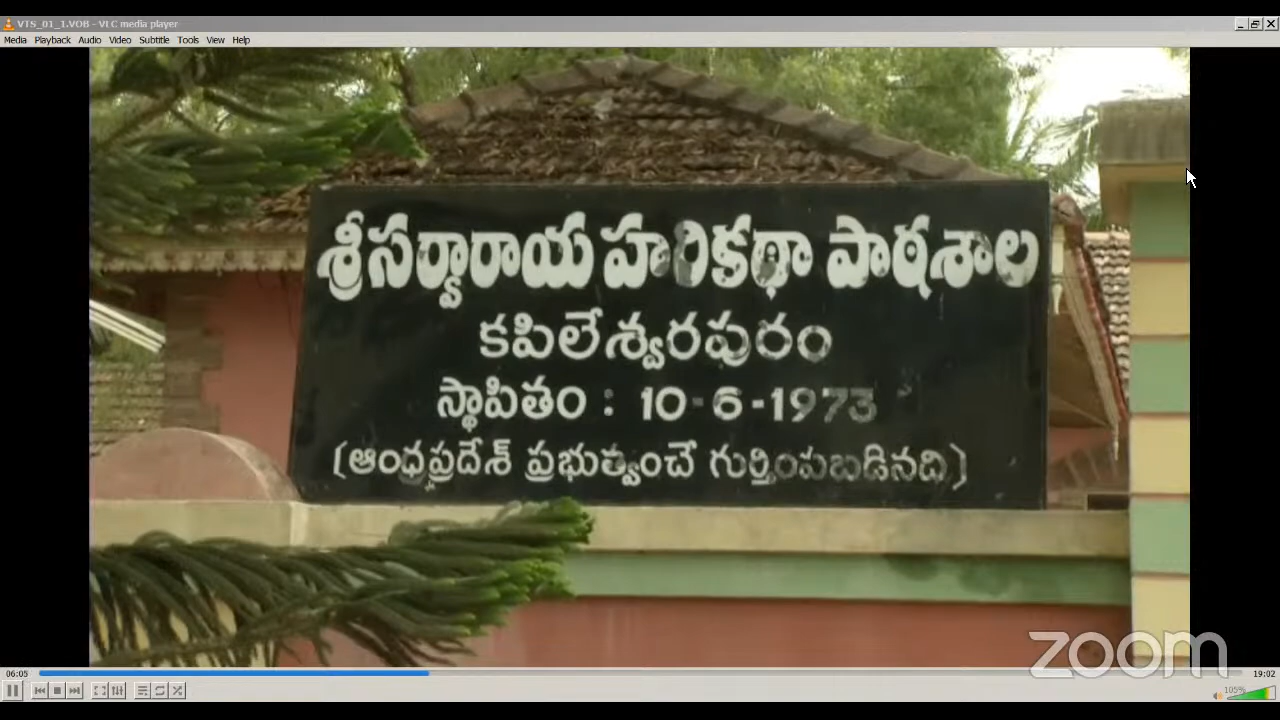 VTS_01_1.VOB - VLC media player
Media Playback Audio Video Subtitle Tools View Help
శ్రీసర్వారాయ హరికథా పాఠశాల
కపిలేశ్వరపురం
స్థాపితం : 10-6-1973
(ఆంధ్రప్రదేశ్ ప్రభుత్వంచే గుర్తింపబడినది)
zoom
06:05 19:02
105%